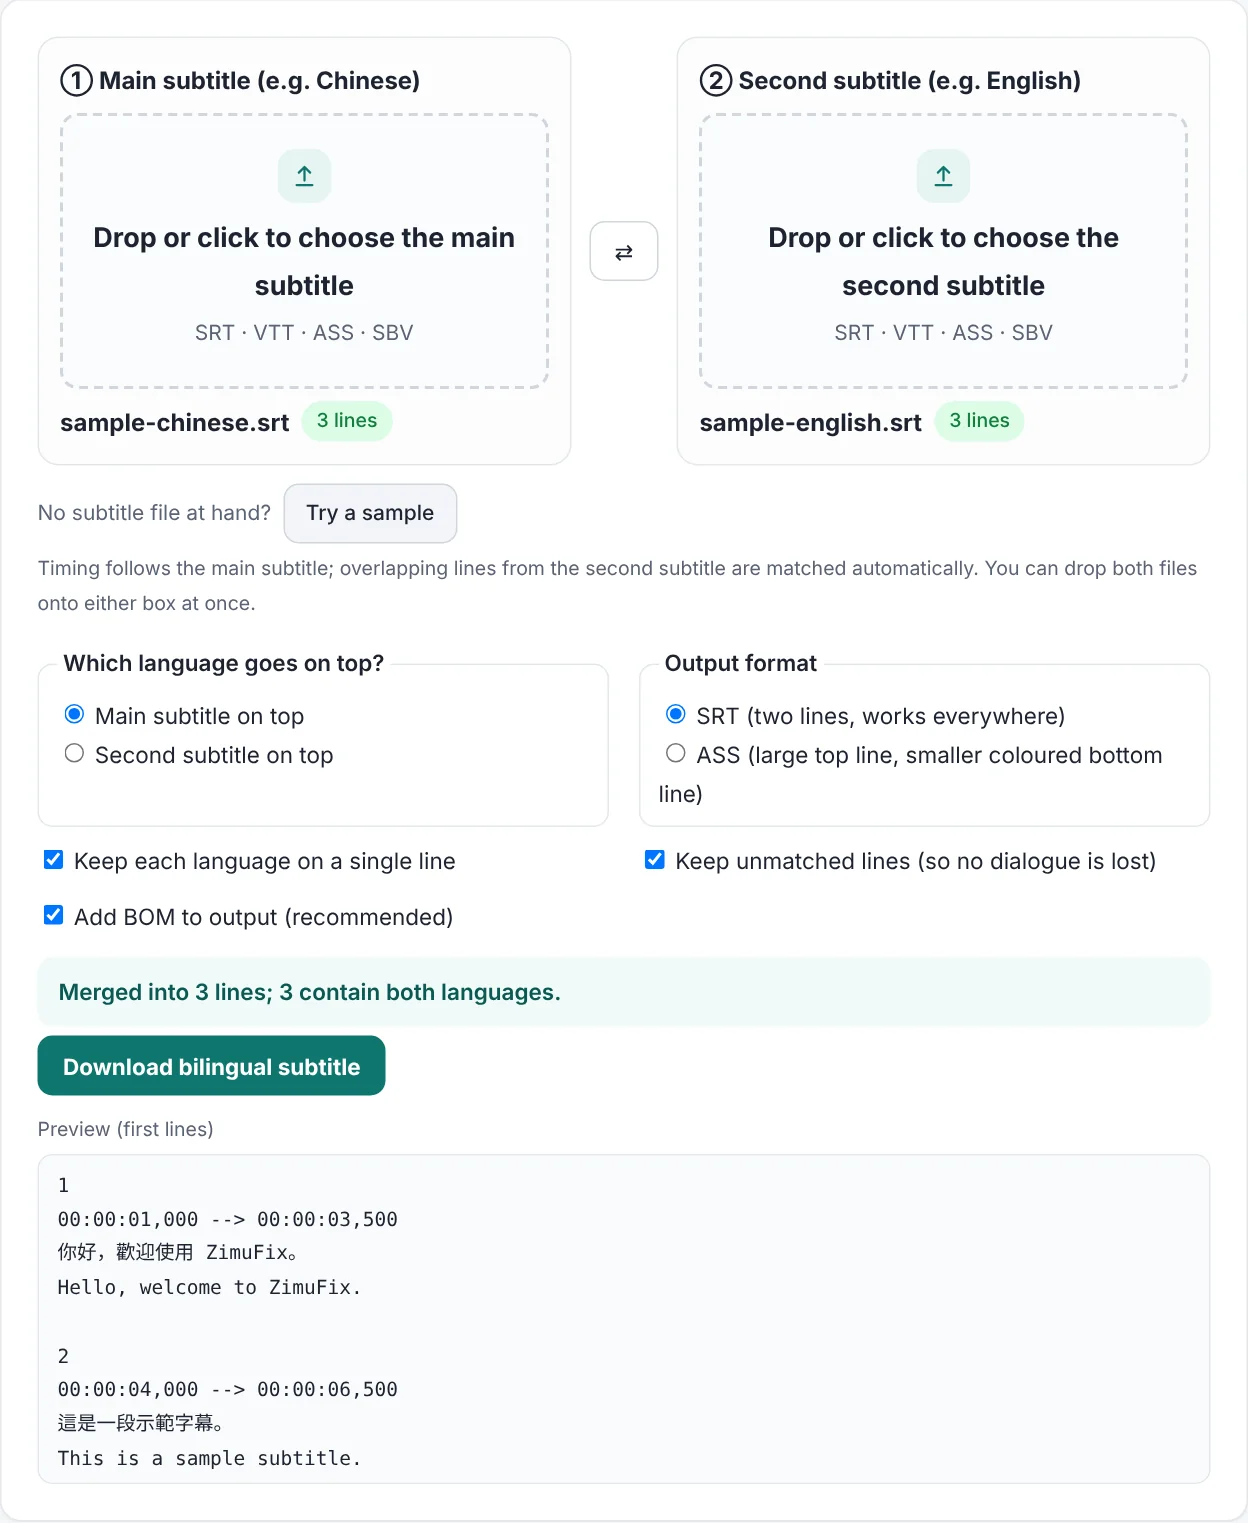 ① Main subtitle (e.g. Chinese)
Drop or click to choose the main
subtitle
SRT · VTT · ASS · SBV
sample-chinese.srt 3 lines
② Second subtitle (e.g. English)
Drop or click to choose the
second subtitle
SRT · VTT · ASS · SBV
sample-english.srt 3 lines
No subtitle file at hand? Try a sample
Timing follows the main subtitle; overlapping lines from the second subtitle are matched automatically. You can drop both files
onto either box at once.
Which language goes on top?
Main subtitle on top
Second subtitle on top
Output format
SRT (two lines, works everywhere)
ASS (large top line, smaller coloured bottom
line)
Keep each language on a single line
Keep unmatched lines (so no dialogue is lost)
Add BOM to output (recommended)
Merged into 3 lines; 3 contain both languages.
Download bilingual subtitle
Preview (first lines)
1
00:00:01,000 --> 00:00:03,500
你好，歡迎使用 ZimuFix。
Hello, welcome to ZimuFix.
2
00:00:04,000 --> 00:00:06,500
這是一段示範字幕。
This is a sample subtitle.